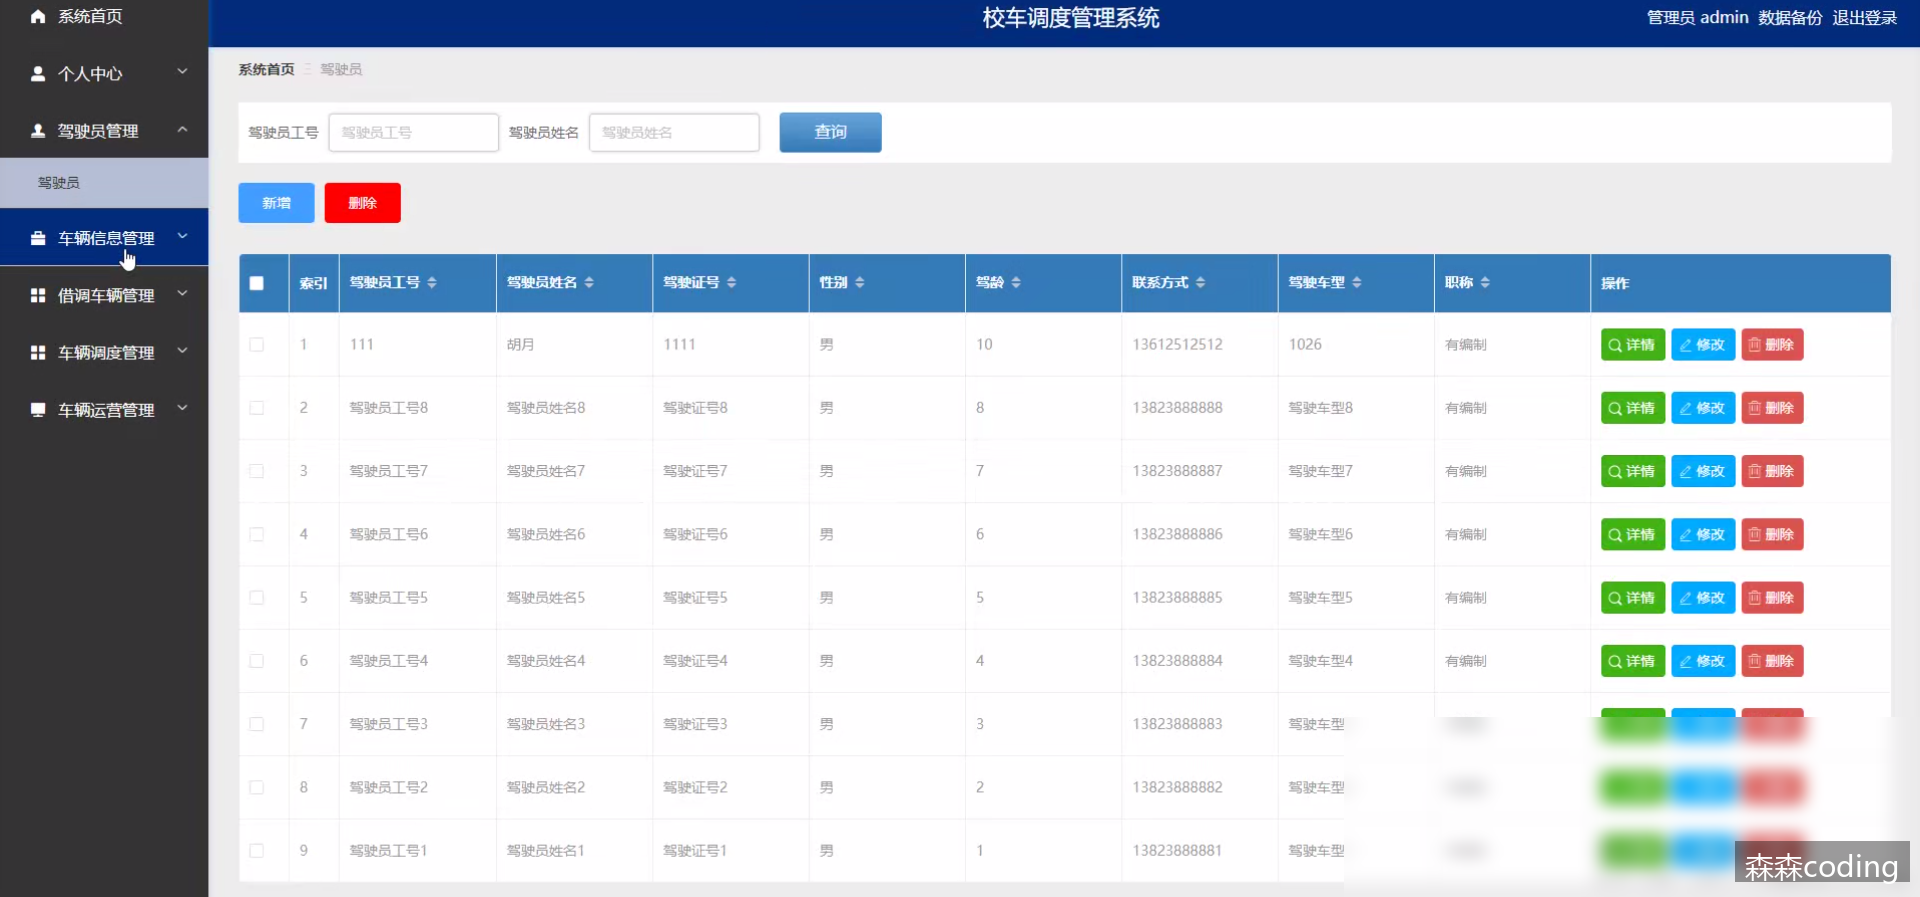 系统首页
个人中心
驾驶员管理
驾驶员
车辆信息管理
借调车辆管理
车辆调度管理
车辆运营管理
校车调度管理系统
管理员 admin 数据备份 退出登录
系统首页 驾驶员
驾驶员工号 驾驶员工号 驾驶员姓名 驾驶员姓名 查询
新增 删除
索引 驾驶员工号 驾驶员姓名 驾驶证号 性别 驾龄 联系方式 驾驶车型 职称 操作
1 111 胡月 1111 男 10 13612512512 1026 有编制 详情 修改 删除
2 驾驶员工号8 驾驶员姓名8 驾驶证号8 男 8 13823888888 驾驶车型8 有编制 详情 修改 删除
3 驾驶员工号7 驾驶员姓名7 驾驶证号7 男 7 13823888887 驾驶车型7 有编制 详情 修改 删除
4 驾驶员工号6 驾驶员姓名6 驾驶证号6 男 6 13823888886 驾驶车型6 有编制 详情 修改 删除
5 驾驶员工号5 驾驶员姓名5 驾驶证号5 男 5 13823888885 驾驶车型5 有编制 详情 修改 删除
6 驾驶员工号4 驾驶员姓名4 驾驶证号4 男 4 13823888884 驾驶车型4 有编制 详情 修改 删除
7 驾驶员工号3 驾驶员姓名3 驾驶证号3 男 3 13823888883 驾驶车型
8 驾驶员工号2 驾驶员姓名2 驾驶证号2 男 2 13823888882 驾驶车型
9 驾驶员工号1 驾驶员姓名1 驾驶证号1 男 1 13823888881 驾驶车型
森森coding